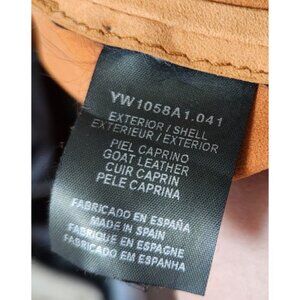 YW1058A1.041
EXTERIOR/SHELL
EXTERIEUR/EXTERIOR
PIEL CAPRINO
GOAT LEATHER
CUIR CAPRIN
PELE CAPRINA
FABRICADO EN ESPAÑA
MADE IN SPAIN
FABRIQUE EN ESPAGNE
FABRICADO EM ESPANHA